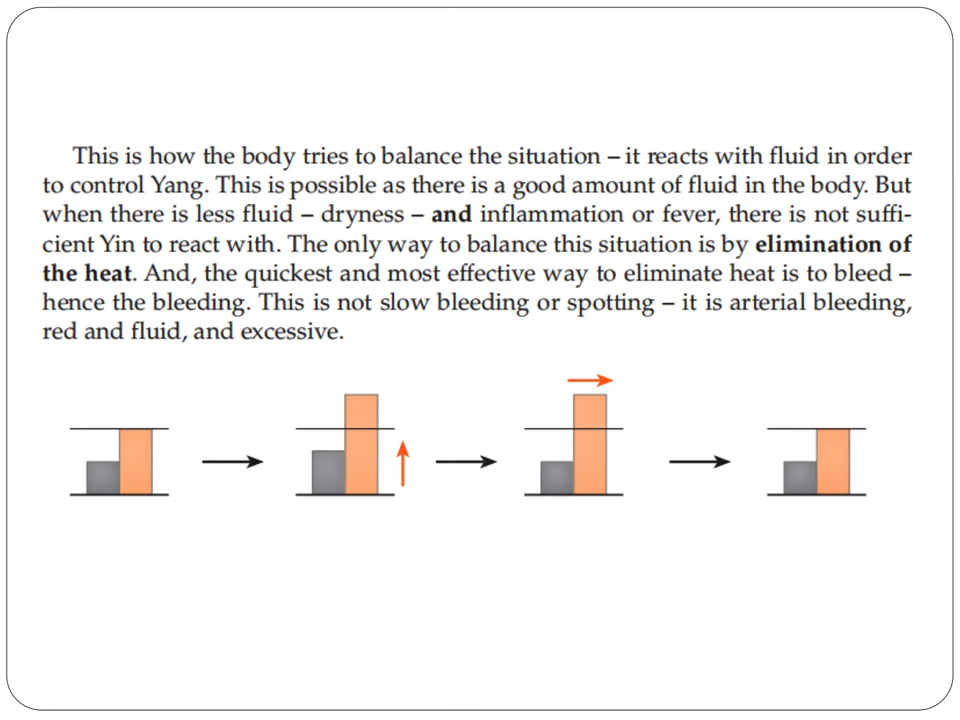 This is how the body tries to balance the situation – it reacts with fluid in order
to control Yang. This is possible as there is a good amount of fluid in the body. But
when there is less fluid – dryness – and inflammation or fever, there is not suffi-
cient Yin to react with. The only way to balance this situation is by elimination of
the heat. And, the quickest and most effective way to eliminate heat is to bleed –
hence the bleeding. This is not slow bleeding or spotting – it is arterial bleeding,
red and fluid, and excessive.